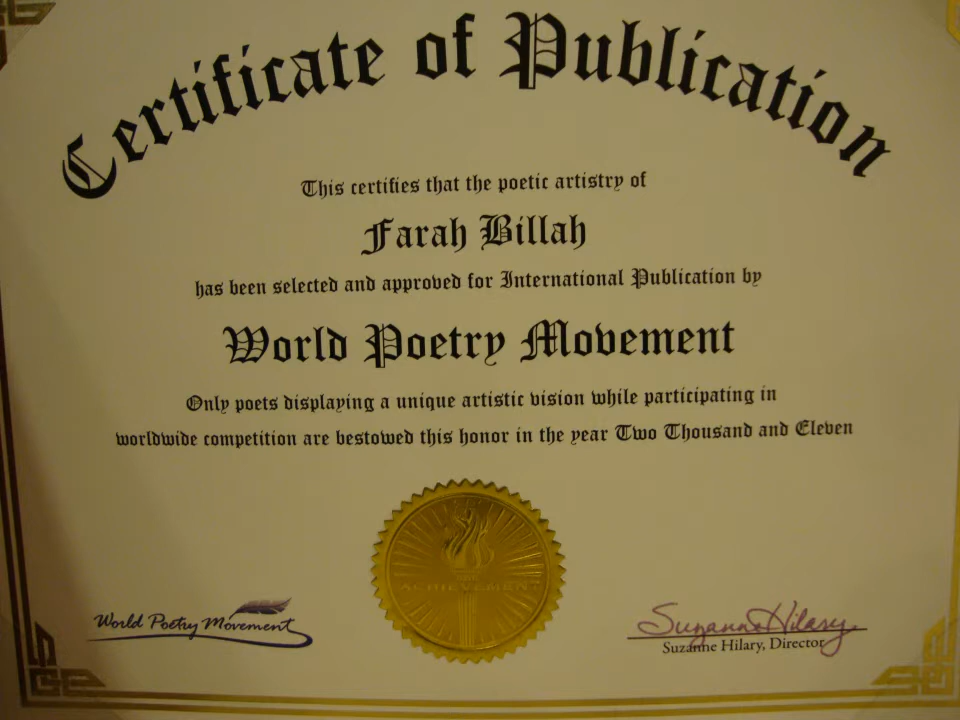 Certificate of Publication
This certifies that the poetic artistry of
Farah Billah
has been selected and approved for International Publication by
World Poetry Movement
Only poets displaying a unique artistic vision while participating in
worldwide competition are bestowed this honor in the year Two Thousand and Eleven
ACHIEVEMENT
World Poetry Movement
Suzanne Hilary
Suzanne Hilary, Director